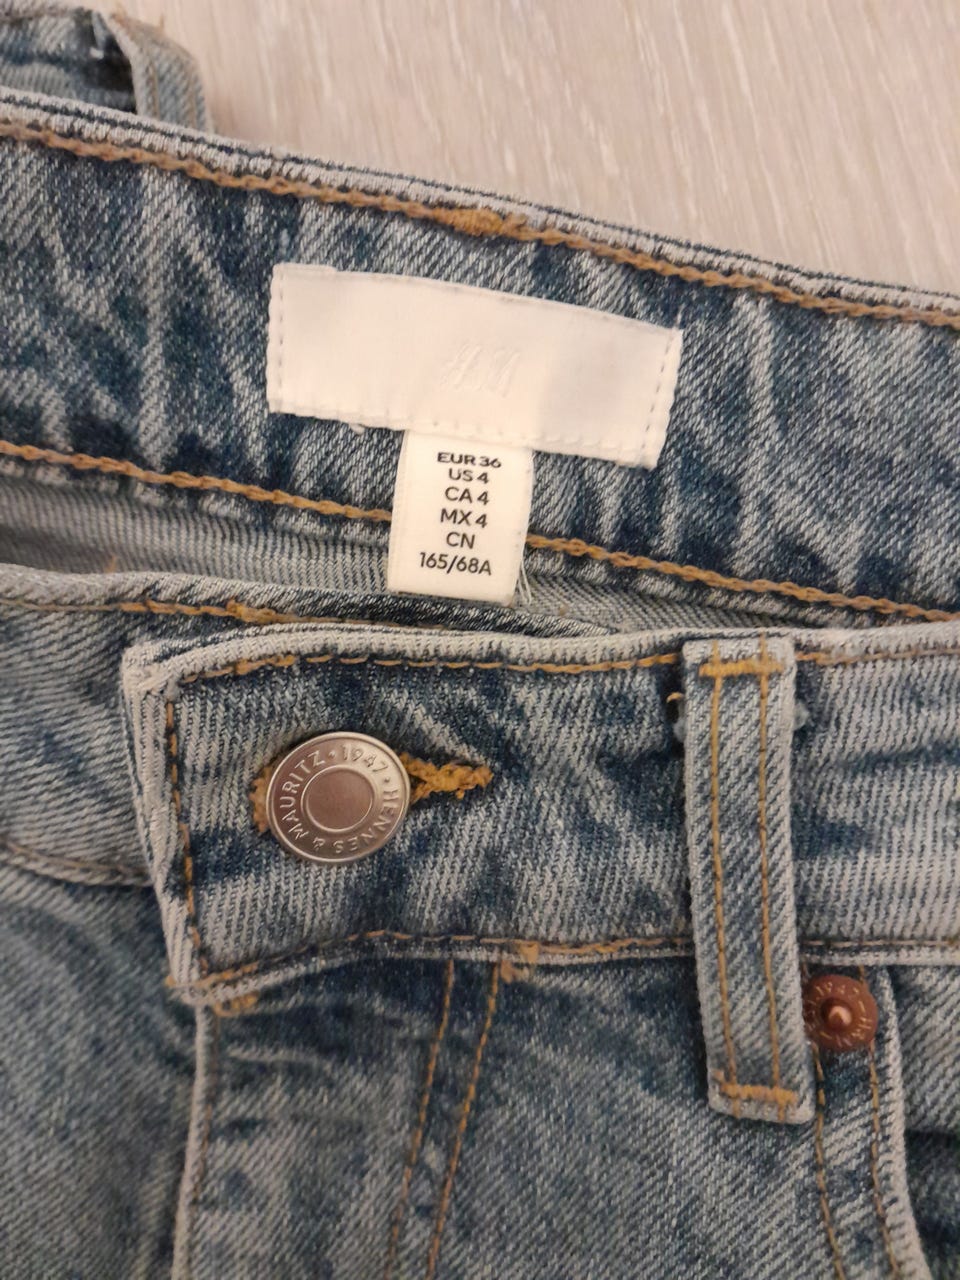 H&M
EUR 36
US 4
CA 4
MX 4
CN
165/68A
HENNES & MAURITZ · 1947 ·